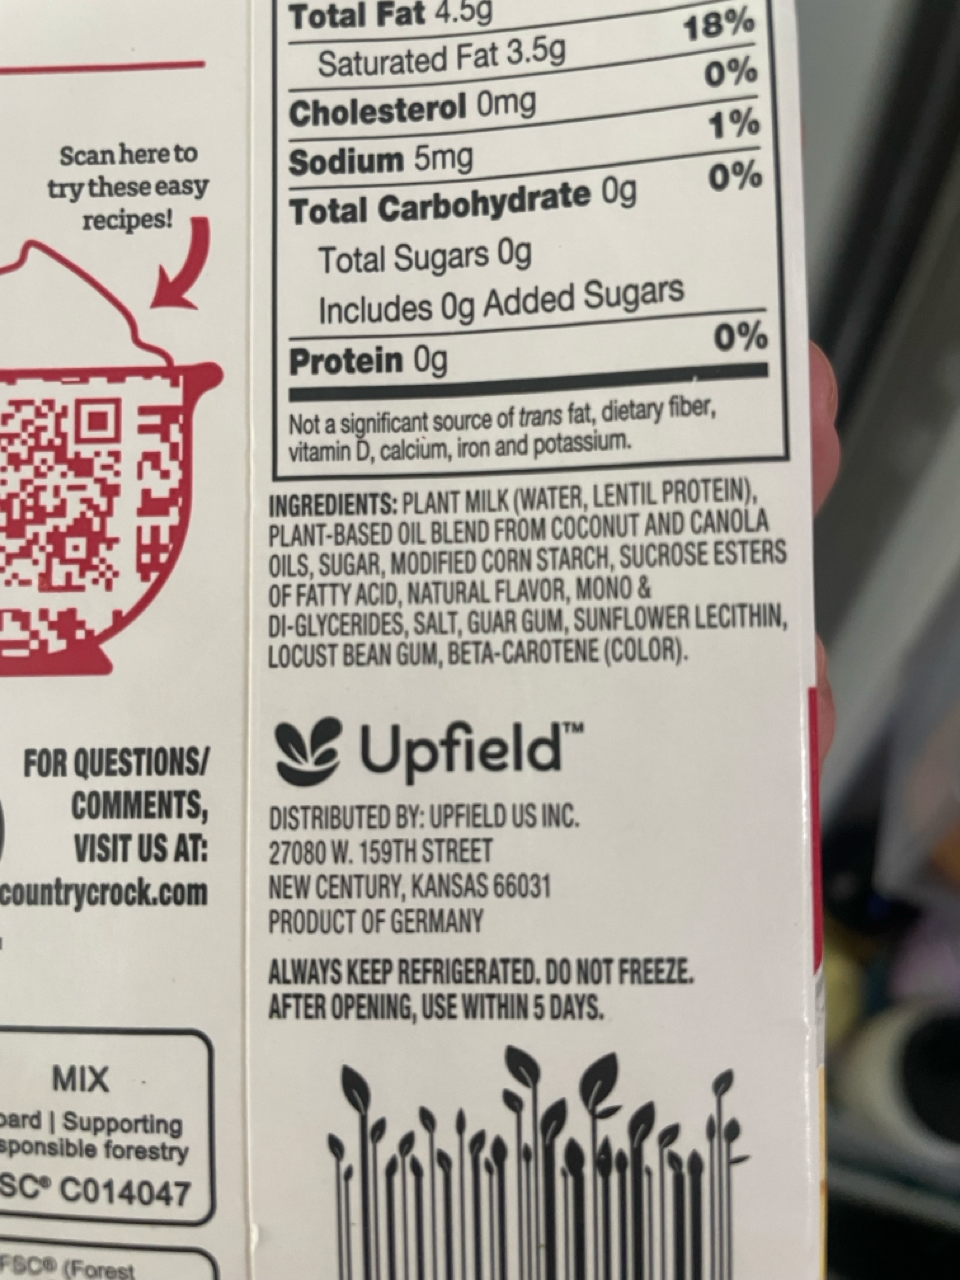 Total Fat 4.5g
Saturated Fat 3.5g 18%
Cholesterol 0mg 0%
Sodium 5mg 1%
Total Carbohydrate 0g 0%
Total Sugars 0g
Includes 0g Added Sugars
Protein 0g 0%
Not a significant source of trans fat, dietary fiber,
vitamin D, calcium, iron and potassium.
INGREDIENTS: PLANT MILK (WATER, LENTIL PROTEIN),
PLANT-BASED OIL BLEND FROM COCONUT AND CANOLA
OILS, SUGAR, MODIFIED CORN STARCH, SUCROSE ESTERS
OF FATTY ACID, NATURAL FLAVOR, MONO &
DI-GLYCERIDES, SALT, GUAR GUM, SUNFLOWER LECITHIN,
LOCUST BEAN GUM, BETA-CAROTENE (COLOR).
Upfield™
DISTRIBUTED BY: UPFIELD US INC.
27080 W. 159TH STREET
NEW CENTURY, KANSAS 66031
PRODUCT OF GERMANY
ALWAYS KEEP REFRIGERATED. DO NOT FREEZE.
AFTER OPENING, USE WITHIN 5 DAYS.
Scan here to
try these easy
recipes!
FOR QUESTIONS/
COMMENTS,
VISIT US AT:
countrycrock.com
MIX
| Supporting
forestry
C014047
FSC® (Forest